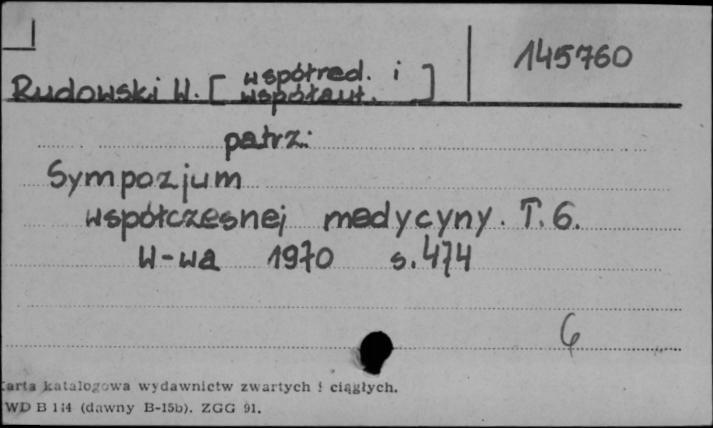 145760
Rudowski W. [ współred. i współaut. ]
patrz:
Sympozjum
współczesnej medycyny. T. 6.
W-wa 1970 s. 474
6
Karta katalogowa wydawnictw zwartych i ciągłych.
WD B 114 (dawny B-15b). ZGG 91.